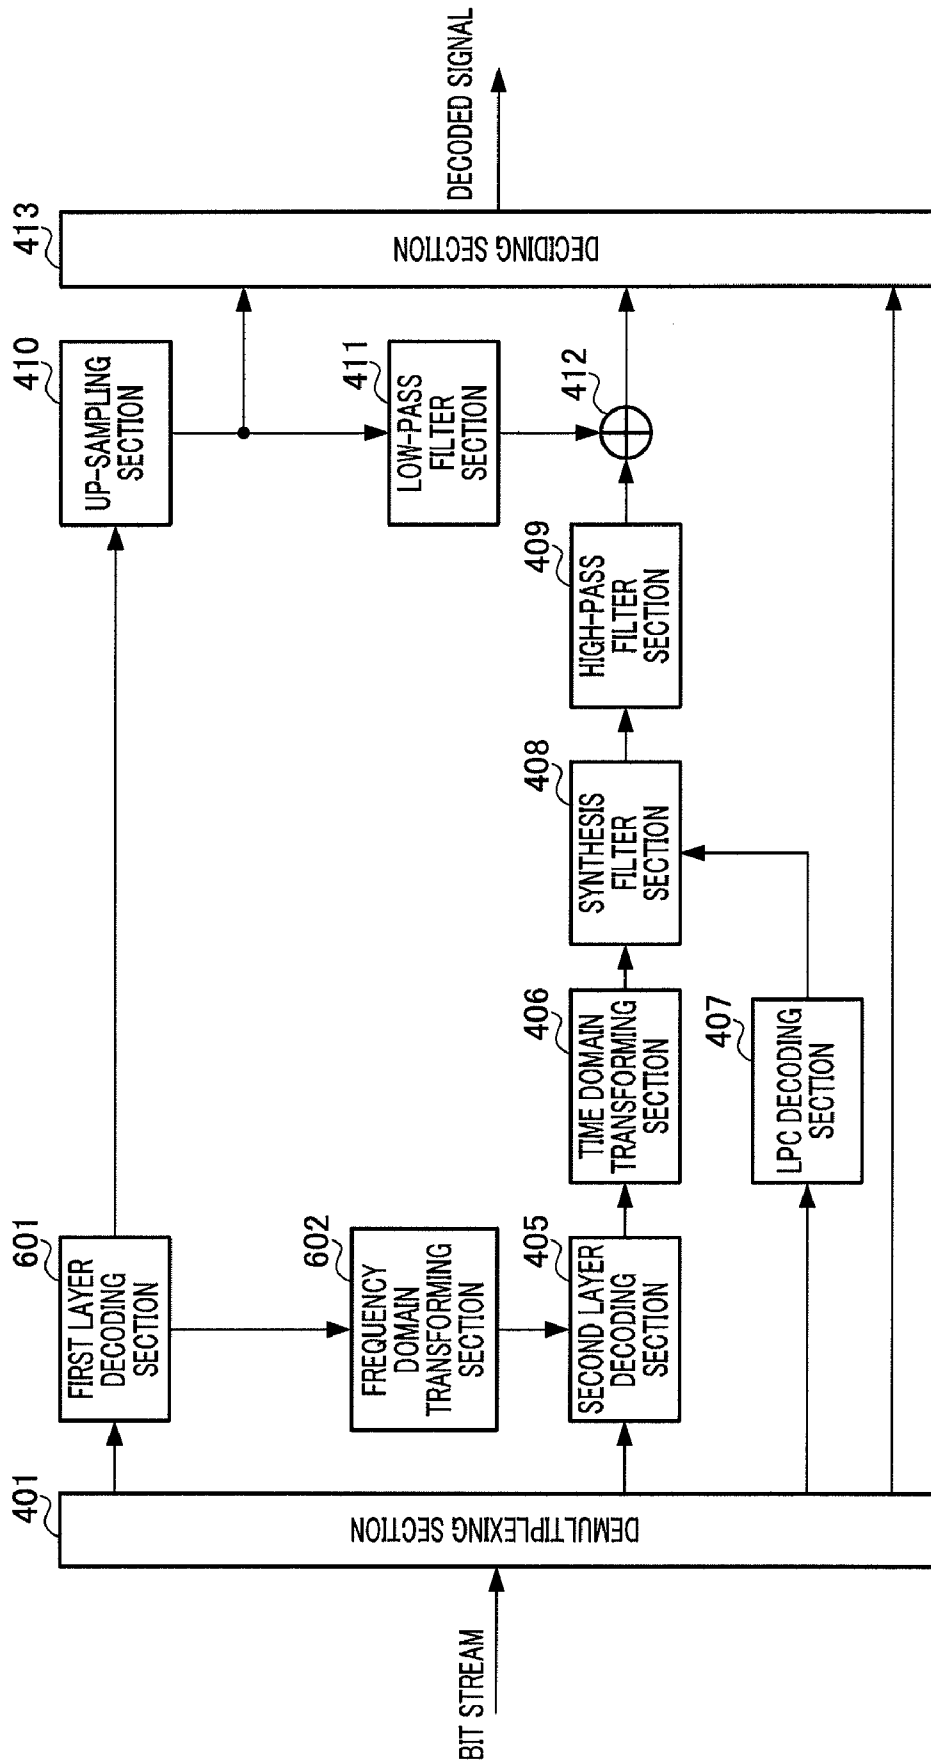 BIT STREAM
401
DEMULTIPLEXING SECTION
601
FIRST LAYER
DECODING
SECTION
602
FREQUENCY
DOMAIN
TRANSFORMING
SECTION
405
SECOND LAYER
DECODING
SECTION
406
TIME DOMAIN
TRANSFORMING
SECTION
407
LPC DECODING
SECTION
408
SYNTHESIS
FILTER
SECTION
409
HIGH-PASS
FILTER
SECTION
410
UP-SAMPLING
SECTION
411
LOW-PASS
FILTER
SECTION
412
413
DECIDING SECTION
DECODED SIGNAL